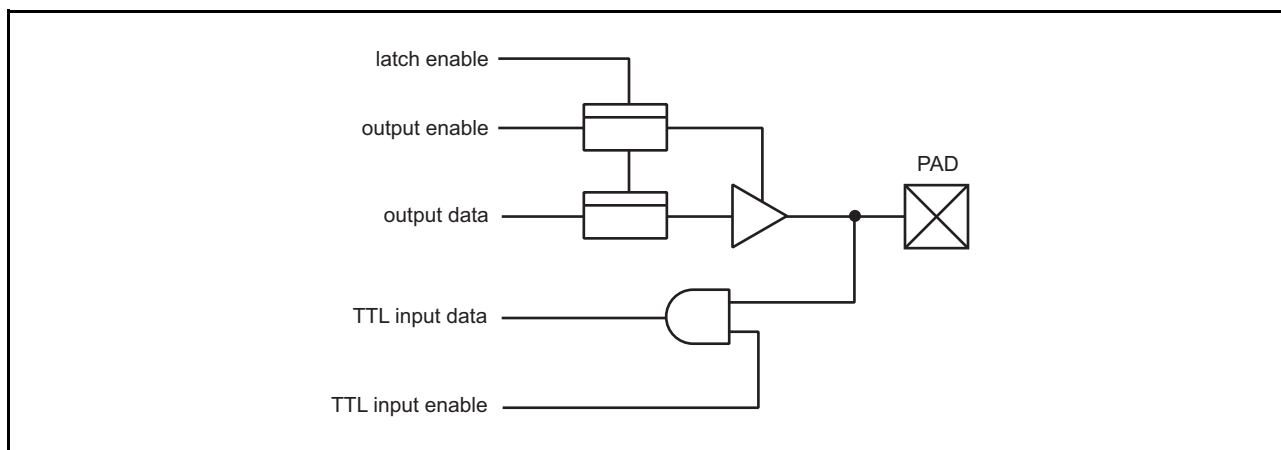 latch enable
output enable
PAD
output data
TTL input data
TTL input enable